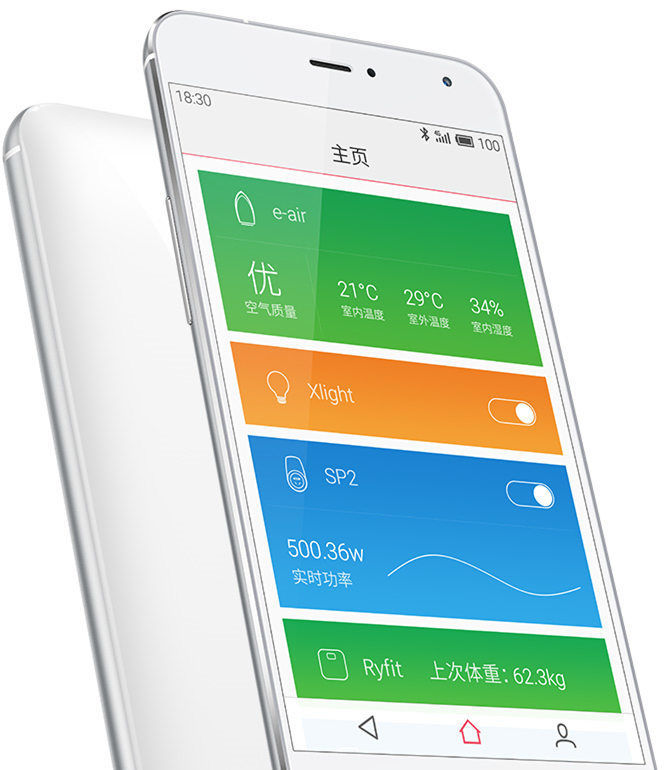 18:30
4G 100
主页
e-air
优
空气质量
21°C 29°C 34%
室内温度 室外温度 室内湿度
Xlight
SP2
500.36w
实时功率
Ryfit 上次体重：62.3kg